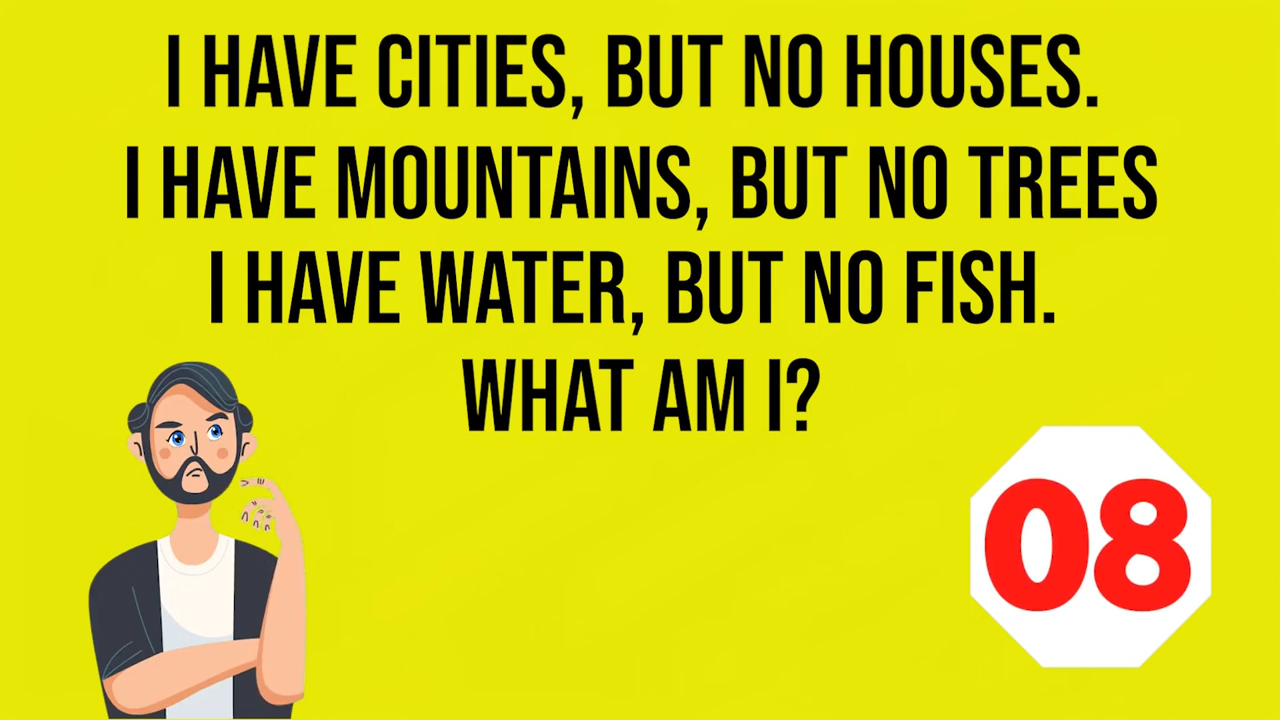 I HAVE CITIES, BUT NO HOUSES.
I HAVE MOUNTAINS, BUT NO TREES
I HAVE WATER, BUT NO FISH.
WHAT AM I?
08